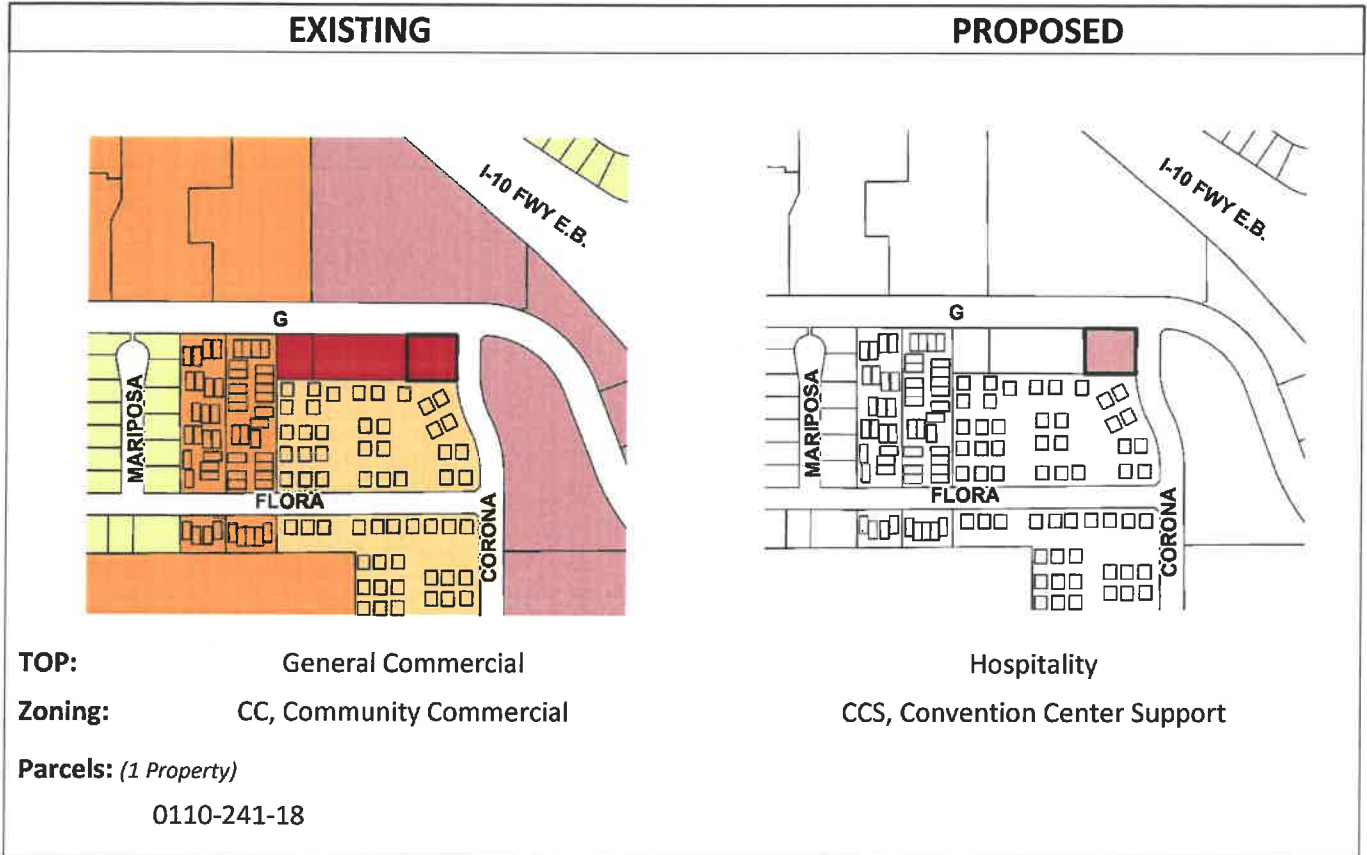 EXISTING PROPOSED
I-10 FWY E.B.
G
MARIPOSA
FLORA
CORONA
I-10 FWY E.B.
G
MARIPOSA
FLORA
CORONA
TOP: General Commercial Hospitality
Zoning: CC, Community Commercial CCS, Convention Center Support
Parcels: (1 Property)
0110-241-18